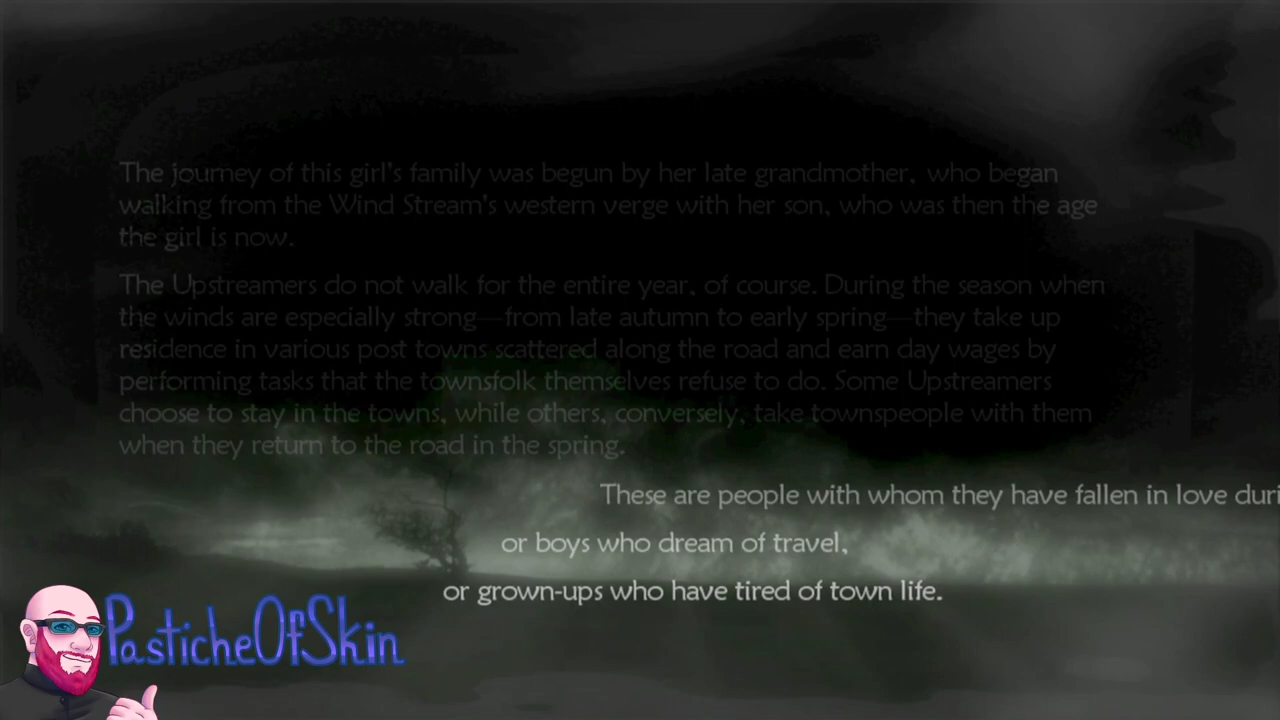 The journey of this girl's family was begun by her late grandmother, who began
walking from the Wind Stream's western verge with her son, who was then the age
the girl is now.
The Upstreamers do not walk for the entire year, of course. During the season when
the winds are especially strong—from late autumn to early spring—they take up
residence in various post towns scattered along the road and earn day wages by
performing tasks that the townsfolk themselves refuse to do. Some Upstreamers
choose to stay in the towns, while others, conversely, take townspeople with them
when they return to the road in the spring.
These are people with whom they have fallen in love duri
or boys who dream of travel,
or grown-ups who have tired of town life.
PasticheOfSkin